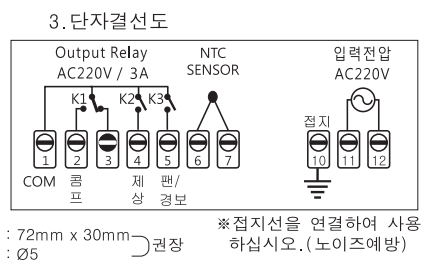 3.단자결선도
Output Relay
AC220V / 3A
NTC
SENSOR
입력전압
AC220V
K1
K2
K3
접지
1
2
3
4
5
6
7
10
11
12
COM
콤
프
제
상
팬/
경보
: 72mm x 30mm
: Ø5
권장
※접지선을 연결하여 사용
하십시오.(노이즈예방)